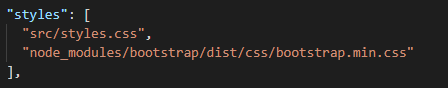 "styles": [
"src/styles.css",
"node_modules/bootstrap/dist/css/bootstrap.min.css"
],